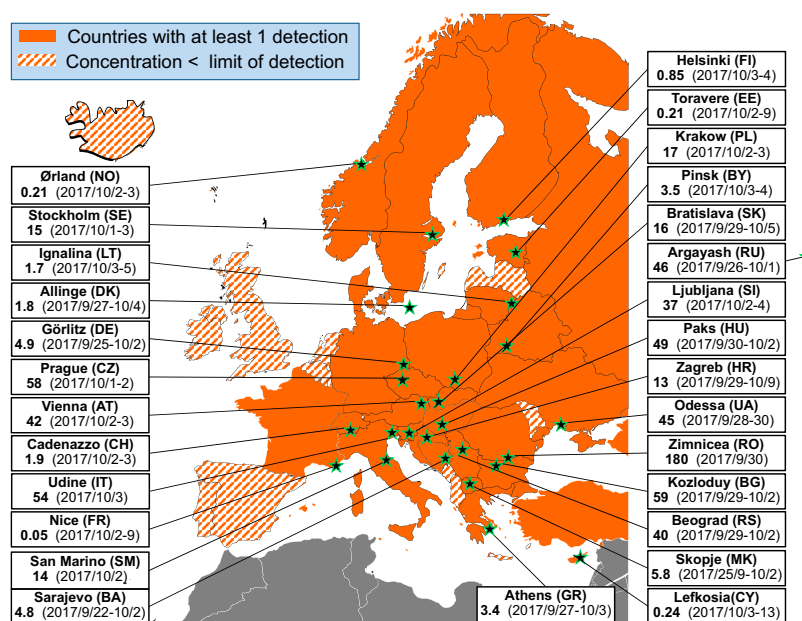 Countries with at least 1 detection
Concentration < limit of detection
Ørland (NO)
0.21 (2017/10/2-3)
Stockholm (SE)
15 (2017/10/1-3)
Ignalina (LT)
1.7 (2017/10/3-5)
Allinge (DK)
1.8 (2017/9/27-10/4)
Görlitz (DE)
4.9 (2017/9/25-10/2)
Prague (CZ)
58 (2017/10/1-2)
Vienna (AT)
42 (2017/10/2-3)
Cadenazzo (CH)
1.9 (2017/10/2-3)
Udine (IT)
54 (2017/10/3)
Nice (FR)
0.05 (2017/10/2-9)
San Marino (SM)
14 (2017/10/2)
Sarajevo (BA)
4.8 (2017/9/22-10/2)
Helsinki (FI)
0.85 (2017/10/3-4)
Toravere (EE)
0.21 (2017/10/2-9)
Krakow (PL)
17 (2017/10/2-3)
Pinsk (BY)
3.5 (2017/10/3-4)
Bratislava (SK)
16 (2017/9/29-10/5)
Argayash (RU)
46 (2017/9/26-10/1)
Ljubljana (SI)
37 (2017/10/2-4)
Paks (HU)
49 (2017/9/30-10/2)
Zagreb (HR)
13 (2017/9/29-10/9)
Odessa (UA)
45 (2017/9/28-30)
Zimnicea (RO)
180 (2017/9/30)
Kozloduy (BG)
59 (2017/9/29-10/2)
Beograd (RS)
40 (2017/9/29-10/2)
Skopje (MK)
5.8 (2017/25/9-10/2)
Lefkosia(CY)
0.24 (2017/10/3-13)
Athens (GR)
3.4 (2017/9/27-10/3)